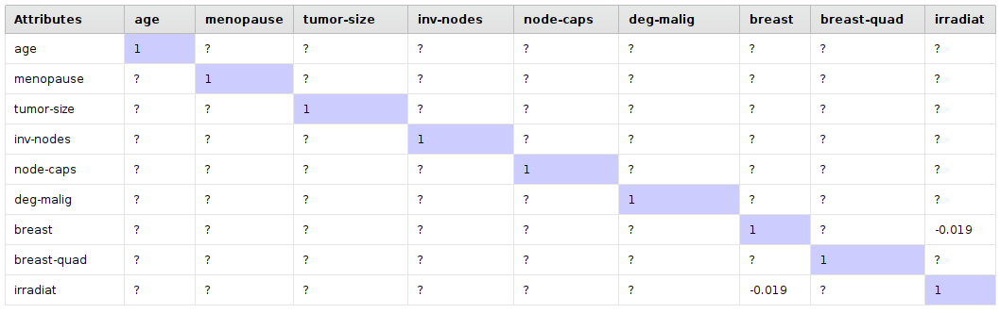 Attributes age menopause tumor-size inv-nodes node-caps deg-malig breast breast-quad irradiat
age 1 ? ? ? ? ? ? ? ?
menopause ? 1 ? ? ? ? ? ? ?
tumor-size ? ? 1 ? ? ? ? ? ?
inv-nodes ? ? ? 1 ? ? ? ? ?
node-caps ? ? ? ? 1 ? ? ? ?
deg-malig ? ? ? ? ? 1 ? ? ?
breast ? ? ? ? ? ? 1 ? -0.019
breast-quad ? ? ? ? ? ? ? 1 ?
irradiat ? ? ? ? ? ? -0.019 ? 1